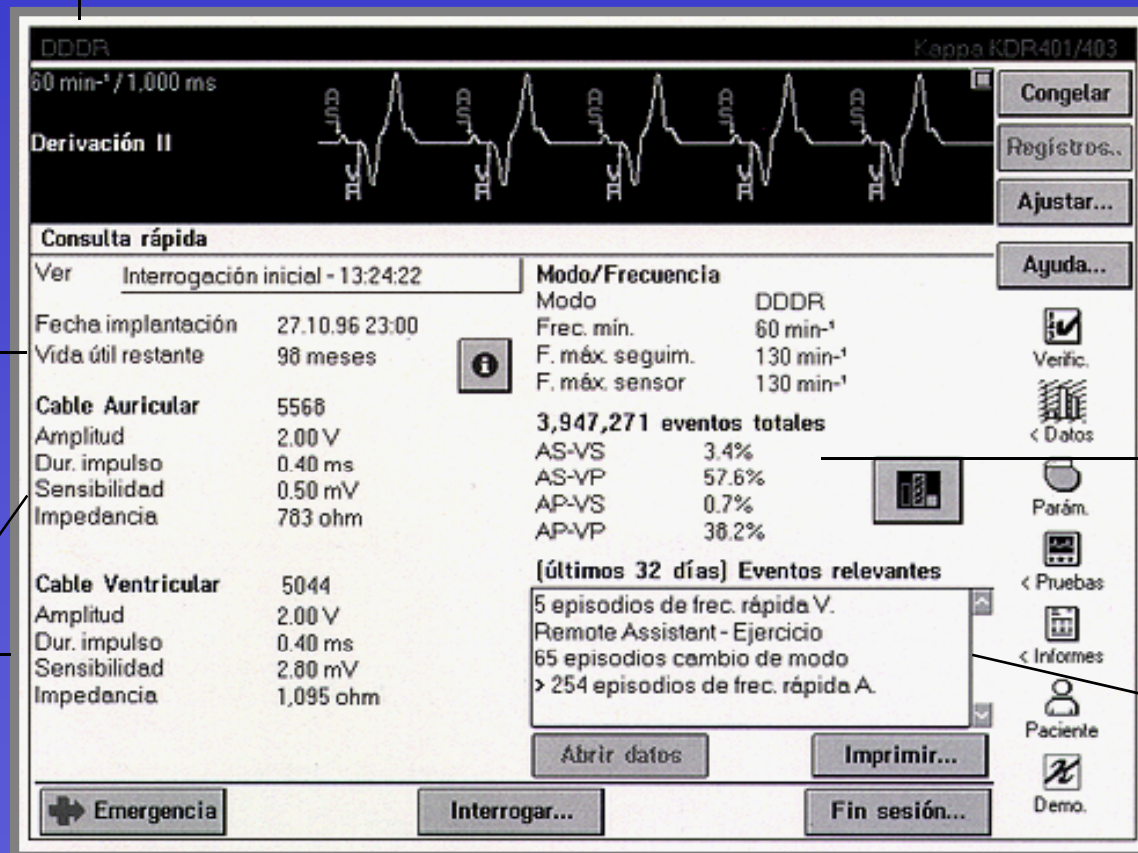 DDDR Kappa KDR401/403
60 min-¹/1,000 ms
Derivación II
AS AS AS AS AS
VR VR VR VR VR
Congelar
Registros..
Ajustar...
Ayuda...
Consulta rápida
Ver Interrogación inicial - 13:24:22
Fecha implantación 27.10.96 23:00
Vida útil restante 98 meses
Cable Auricular 5568
Amplitud 2.00 V
Dur. impulso 0.40 ms
Sensibilidad 0.50 mV
Impedancia 783 ohm
Cable Ventricular 5044
Amplitud 2.00 V
Dur. impulso 0.40 ms
Sensibilidad 2.80 mV
Impedancia 1,095 ohm
Modo/Frecuencia
Modo DDDR
Frec. mín. 60 min-¹
F. máx. seguim. 130 min-¹
F. máx. sensor 130 min-¹
3,947,271 eventos totales
AS-VS 3.4%
AS-VP 57.6%
AP-VS 0.7%
AP-VP 38.2%
(últimos 32 días) Eventos relevantes
5 episodios de frec. rápida V.
Remote Assistant - Ejercicio
65 episodios cambio de modo
> 254 episodios de frec. rápida A.
Abrir datos
Imprimir...
Verific.
< Datos
Parám.
< Pruebas
< Informes
Paciente
Demo.
Emergencia
Interrogar...
Fin sesión...